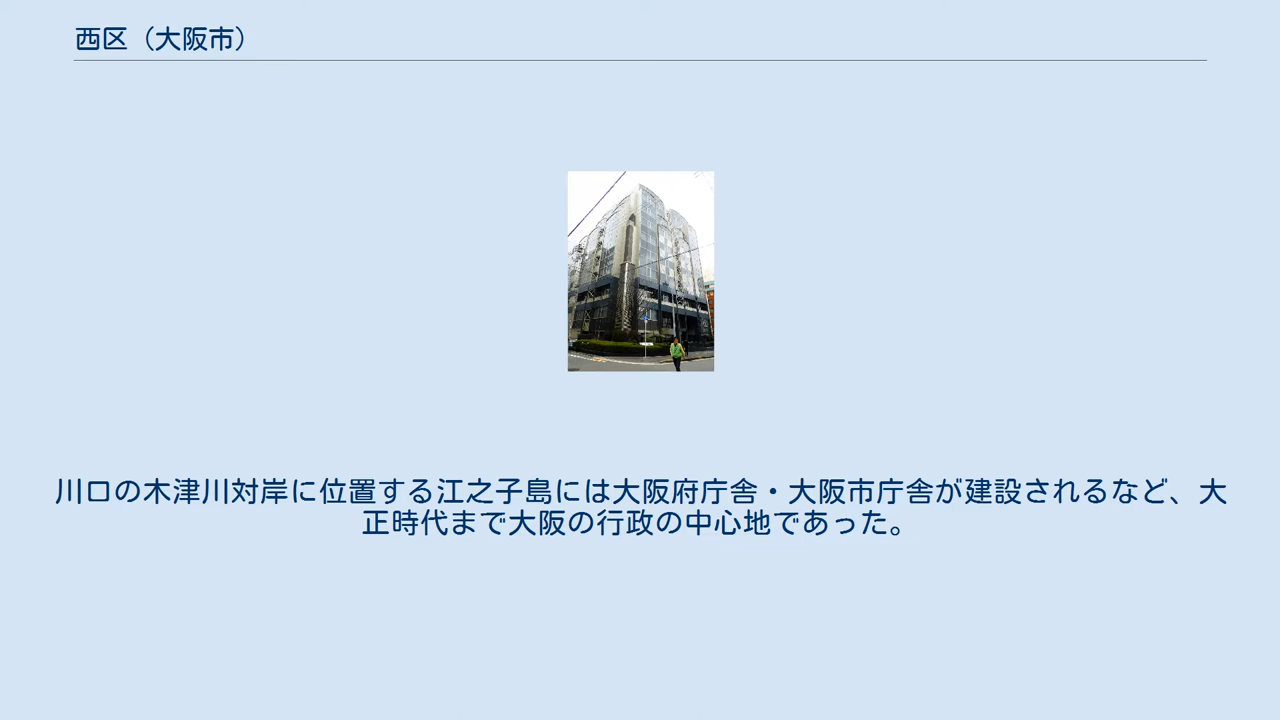 西区（大阪市）
川口の木津川対岸に位置する江之子島には大阪府庁舎・大阪市庁舎が建設されるなど、大
正時代まで大阪の行政の中心地であった。